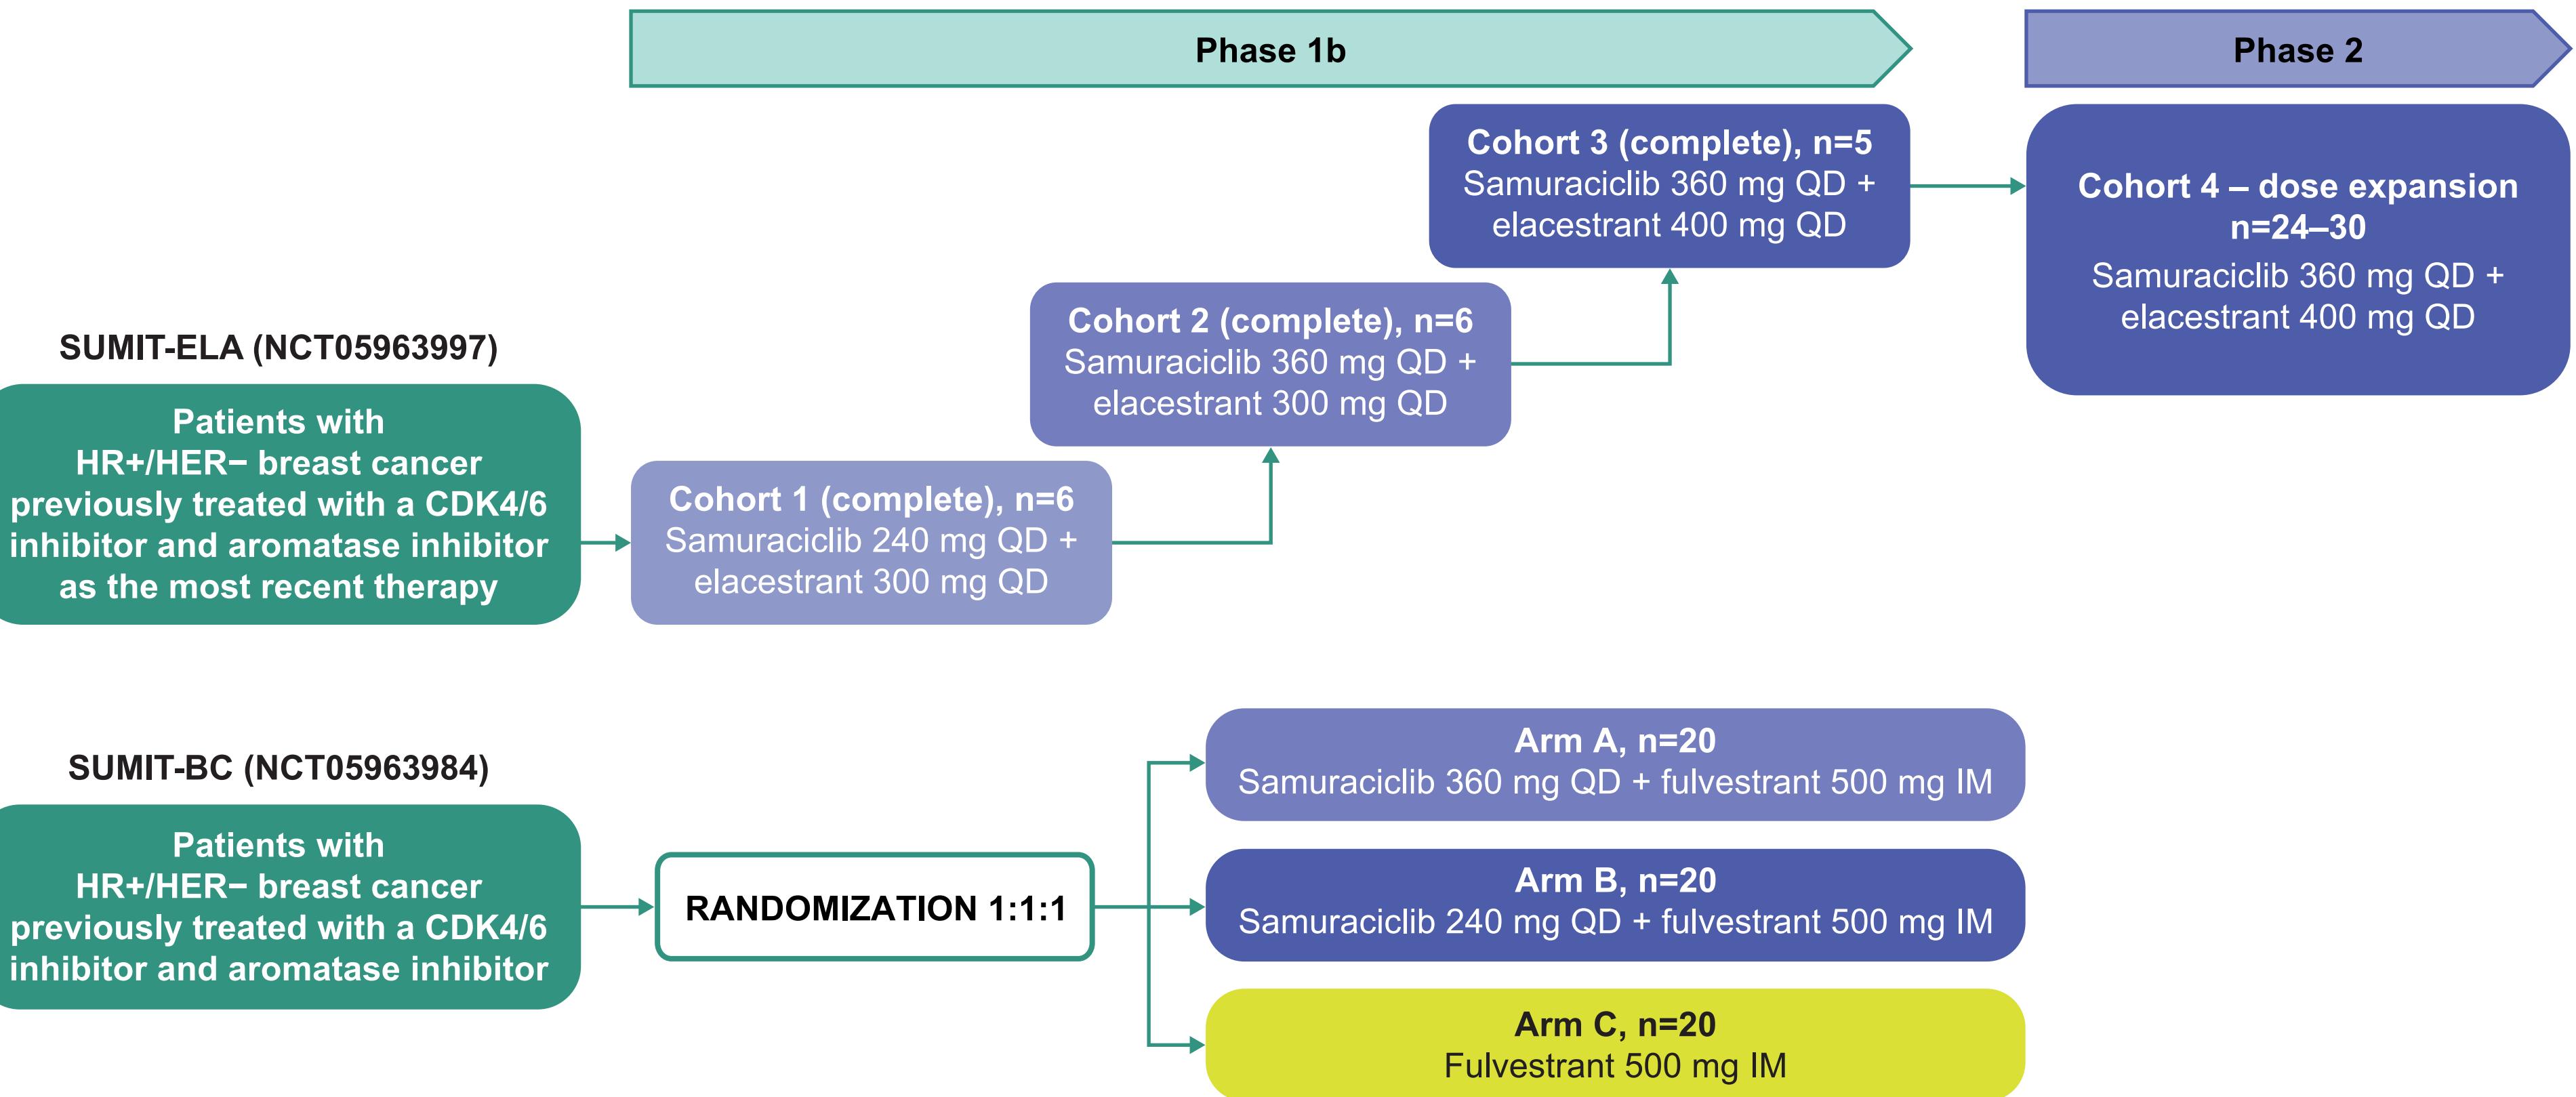 Phase 1b
Phase 2
Cohort 3 (complete), n=5
Samuraciclib 360 mg QD +
elacestrant 400 mg QD
Cohort 4 – dose expansion
n=24–30
Samuraciclib 360 mg QD +
elacestrant 400 mg QD
Cohort 2 (complete), n=6
Samuraciclib 360 mg QD +
elacestrant 300 mg QD
SUMIT-ELA (NCT05963997)
Patients with
HR+/HER− breast cancer
previously treated with a CDK4/6
inhibitor and aromatase inhibitor
as the most recent therapy
Cohort 1 (complete), n=6
Samuraciclib 240 mg QD +
elacestrant 300 mg QD
SUMIT-BC (NCT05963984)
Patients with
HR+/HER− breast cancer
previously treated with a CDK4/6
inhibitor and aromatase inhibitor
RANDOMIZATION 1:1:1
Arm A, n=20
Samuraciclib 360 mg QD + fulvestrant 500 mg IM
Arm B, n=20
Samuraciclib 240 mg QD + fulvestrant 500 mg IM
Arm C, n=20
Fulvestrant 500 mg IM